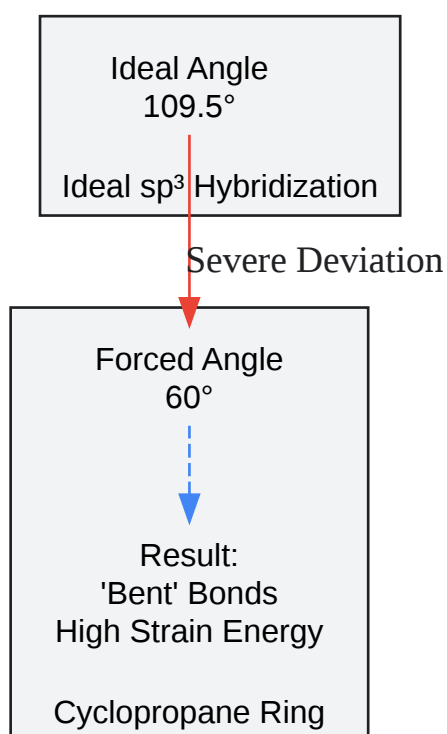 Ideal Angle
109.5°
Ideal sp³ Hybridization
Severe Deviation
Forced Angle
60°
Result:
'Bent' Bonds
High Strain Energy
Cyclopropane Ring